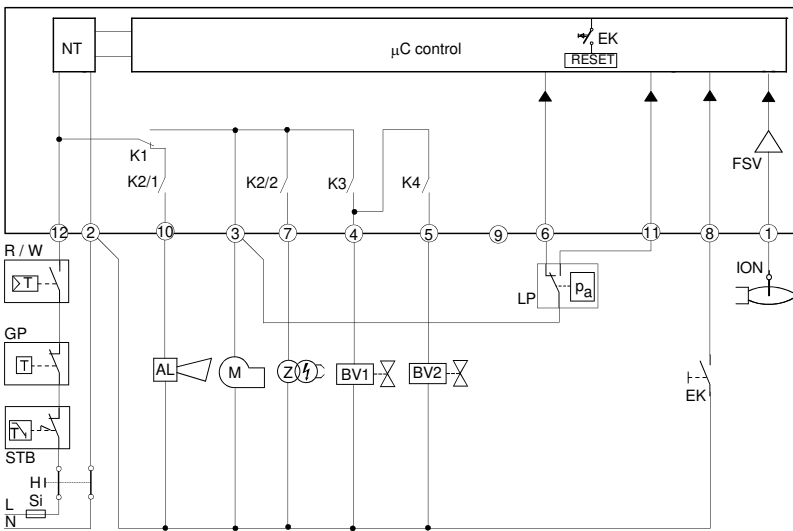 NT
μC control
EK
RESET
K1
K2/1
K2/2
K3
K4
FSV
12
2
10
3
7
4
5
9
6
11
8
1
R / W
T
LP
pa
ION
GP
T
AL
M
Z
BV1
BV2
EK
T
STB
H
Si
L
N